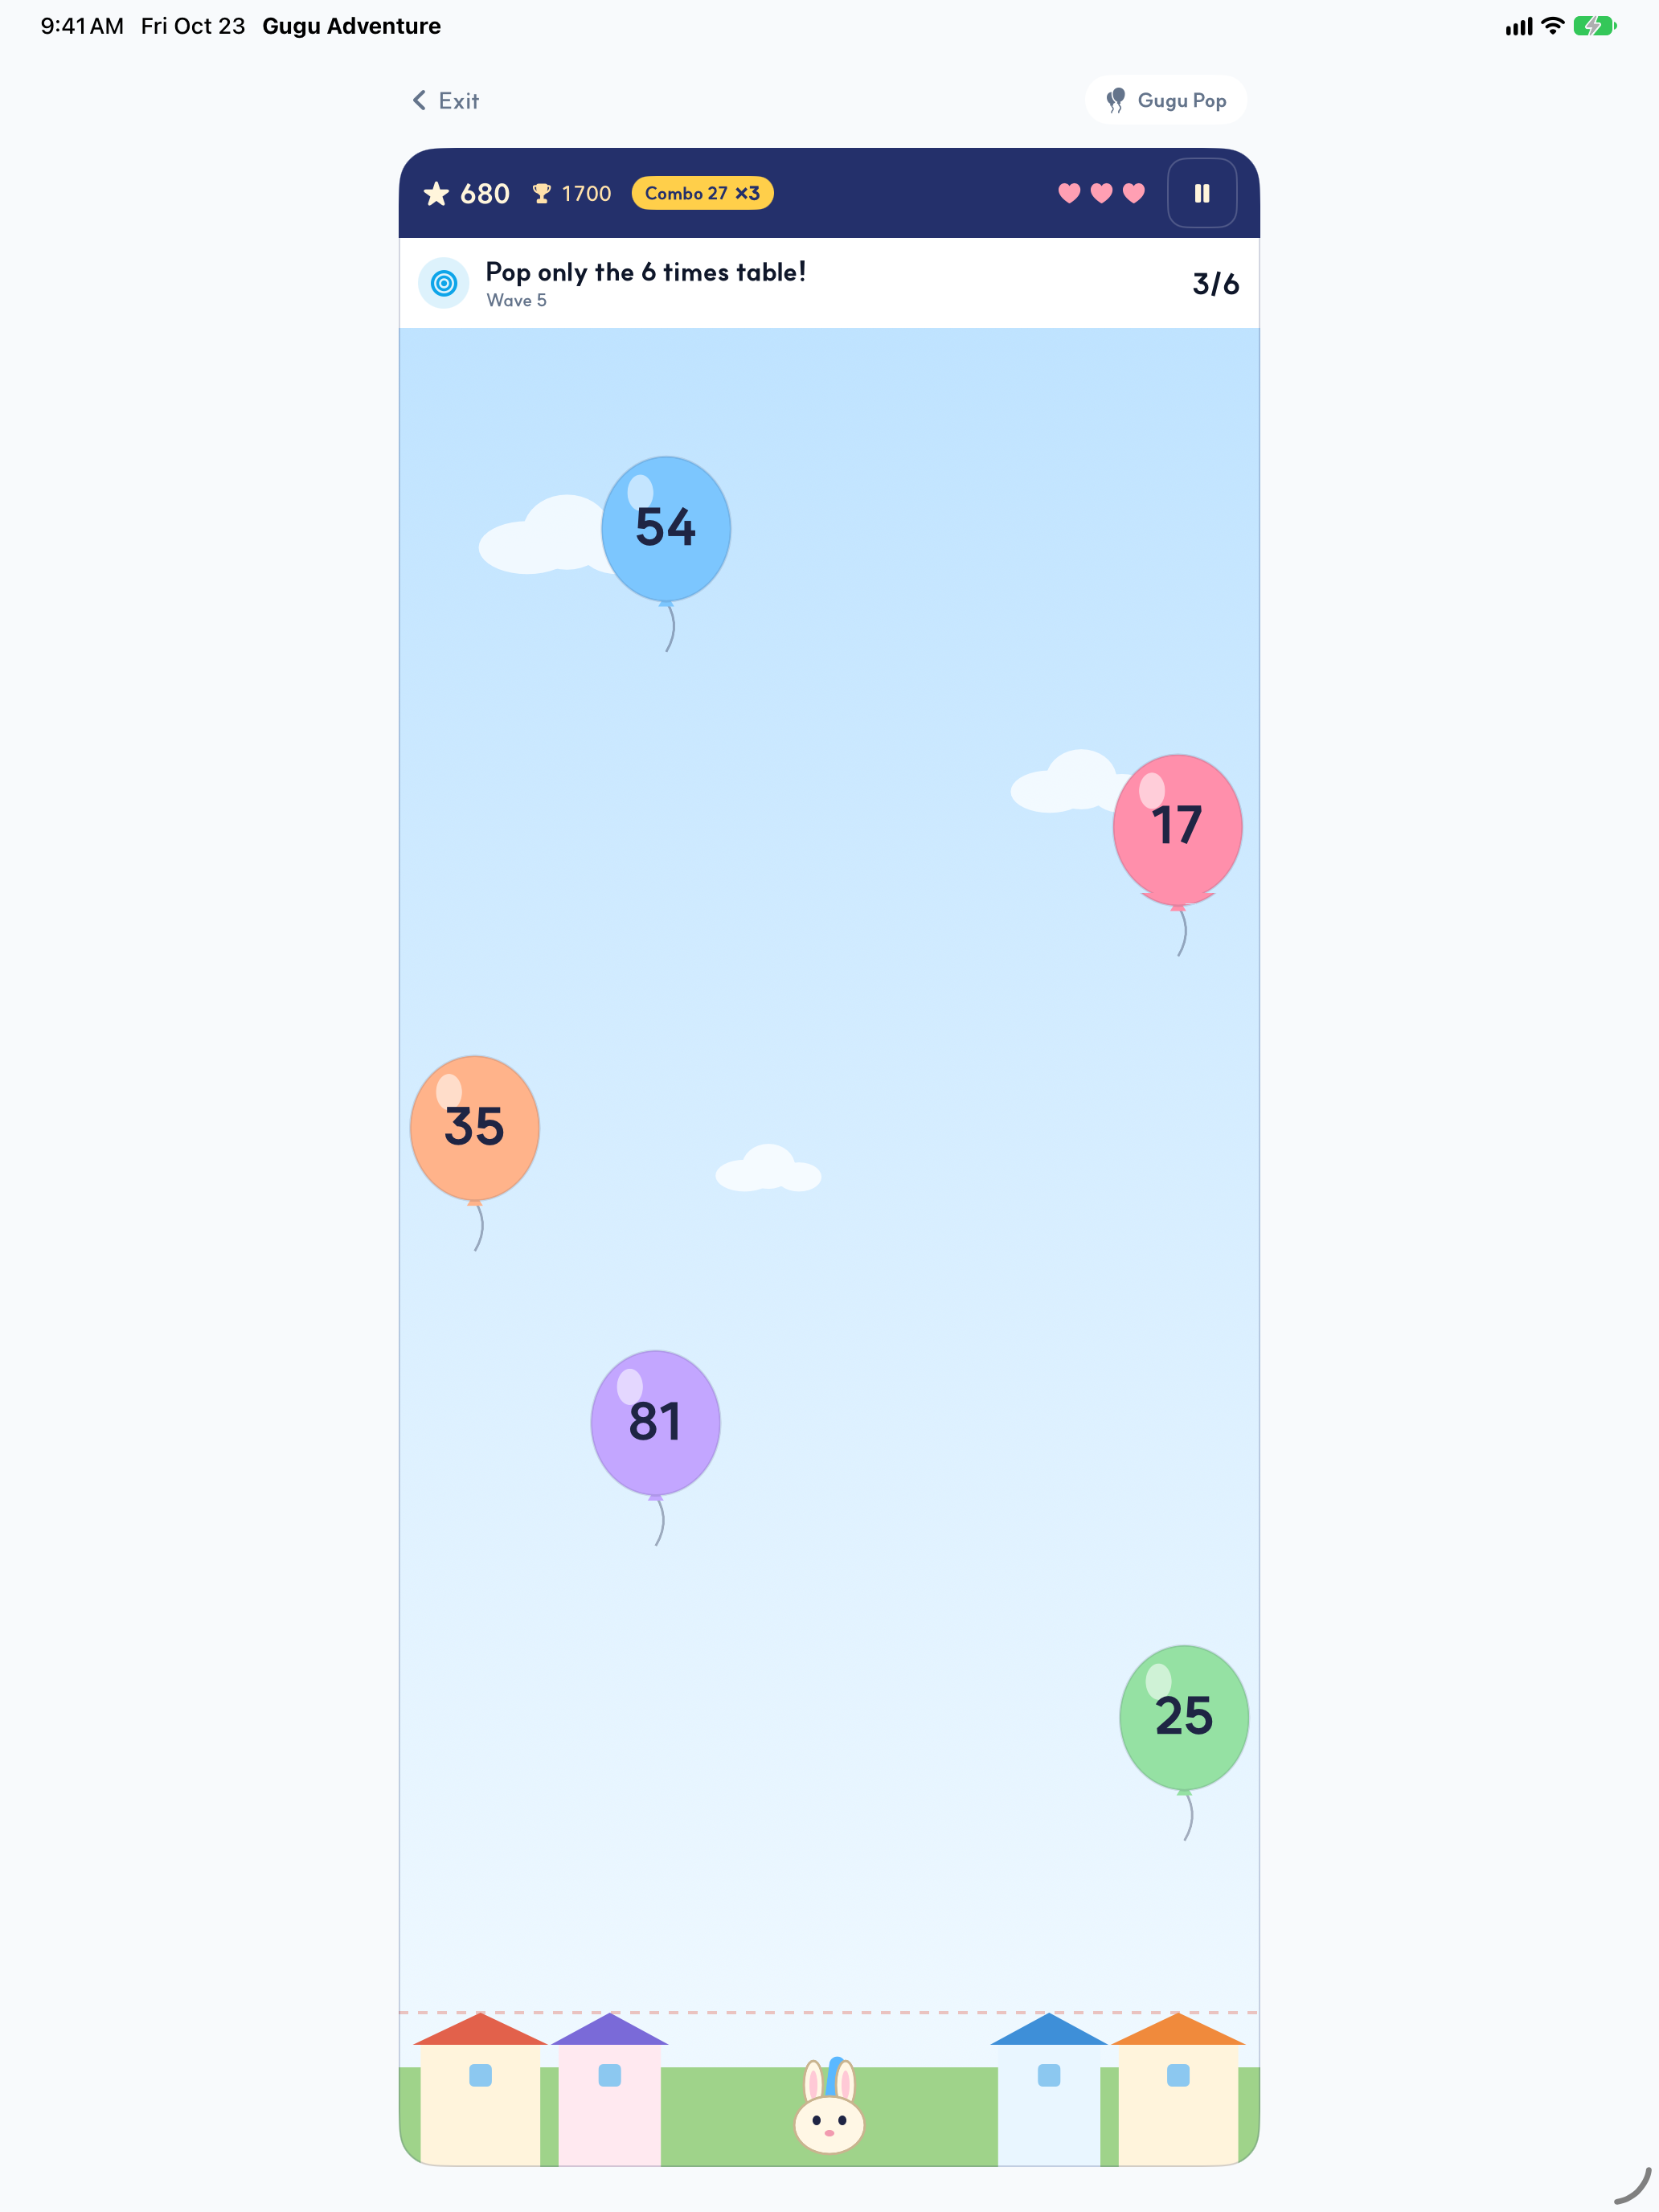 9:41 AM Fri Oct 23 Gugu Adventure
Exit
Gugu Pop
680 1700 Combo 27 ×3
Pop only the 6 times table!
Wave 5
3/6
54
17
35
81
25